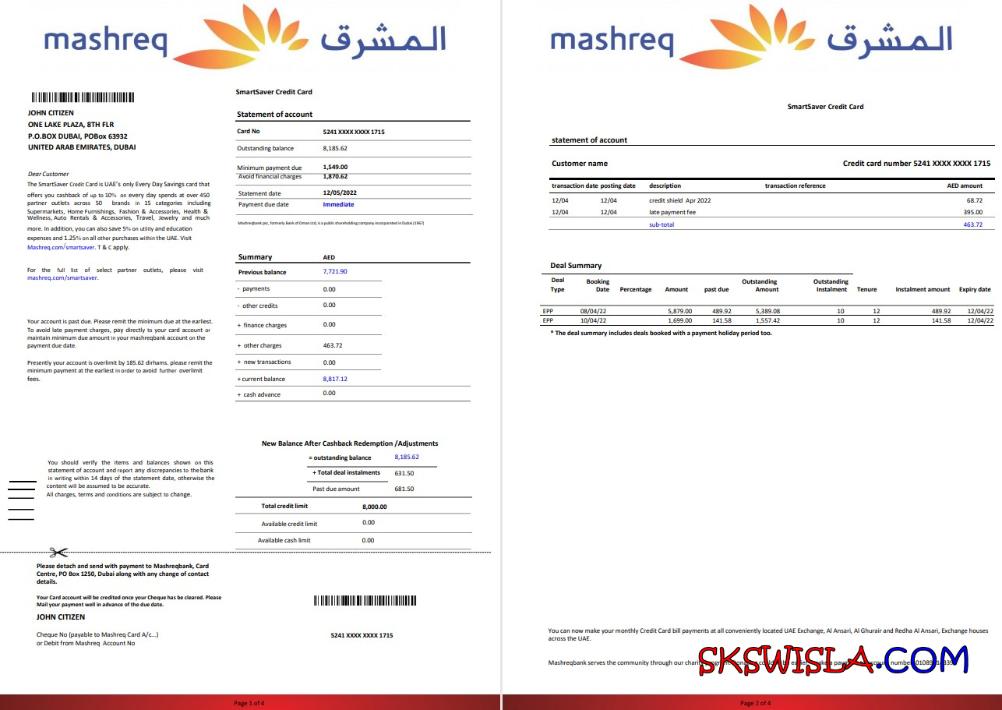 mashreq المشرق
SmartSaver Credit Card
JOHN CITIZEN
ONE LAKE PLAZA, 8TH FLR
P.O.BOX DUBAI, POBox 63932
UNITED ARAB EMIRATES, DUBAI
Dear Customer
The SmartSaver Credit Card is UAE's only Every Day Savings card that
offers you cashback of up to 10% on every day spends at over 450
partner outlets across 50 brands in 15 categories including
Supermarkets, Home Furnishings, Fashion & Accessories, Health &
Wellness, Auto Rentals & Accessories, Travel, Jewelry and much
more. In addition, you can also save 5% on utility and education
expenses and 1.25% on all other purchases within the UAE. Visit
Mashreq.com/smartsaver. T & C apply.
For the full list of select partner outlets, please visit
mashreq.com/smartsaver.
Your account is past due. Please remit the minimum due at the earliest.
To avoid late payment charges, pay directly to your card account or
maintain minimum due amount in your mashreqbank account on the
payment due date.
Presently your account is overlimit by 185.62 dirhams, please remit the
minimum payment at the earliest in order to avoid further overlimit
fees.
You should verify the items and balances shown on this
statement of account and report any discrepancies to the bank
in writing within 14 days of the statement date, otherwise the
content will be assumed to be accurate.
All charges, terms and conditions are subject to change.
Statement of account
Card No 5241 XXXX XXXX 1715
Outstanding balance 8,185.62
Minimum payment due 1,549.00
Avoid financial charges 1,870.62
Statement date 12/05/2022
Payment due date Immediate
Mashreqbank psc, formerly Bank of Oman Ltd, is a public shareholding company incorporated in Dubai (1967)
Summary AED
Previous balance 7,721.90
- payments 0.00
- other credits 0.00
+ finance charges 0.00
+ other charges 463.72
+ new transactions 0.00
= current balance 8,817.12
+ cash advance 0.00
New Balance After Cashback Redemption /Adjustments
= outstanding balance 8,185.62
+ Total deal instalments 631.50
Past due amount 681.50
Total credit limit 8,000.00
Available credit limit 0.00
Available cash limit 0.00
Please detach and send with payment to Mashreqbank, Card
Centre, PO Box 1250, Dubai along with any change of contact
details.
Your Card account will be credited once your Cheque has be cleared. Please
Mail your payment well in advance of the due date.
JOHN CITIZEN
Cheque No (payable to Mashreq Card A/c...)
or Debit from Mashreq Account No
5241 XXXX XXXX 1715
Page 1 of 4
mashreq المشرق
SmartSaver Credit Card
statement of account
Customer name Credit card number 5241 XXXX XXXX 1715
transaction date posting date description transaction reference AED amount
12/04 12/04 credit shield Apr 2022 68.72
12/04 12/04 late payment fee 395.00
sub-total 463.72
Deal Summary
Deal Type Booking Date Percentage Amount past due Outstanding Amount Outstanding Instalment Tenure Instalment amount Expiry date
EPP 08/04/22 5,879.00 489.92 5,389.08 10 12 489.92 12/04/22
EPP 10/04/22 1,699.00 141.58 1,557.42 10 12 141.58 12/04/22
* The deal summary includes deals booked with a payment holiday period too.
You can now make your monthly Credit Card bill payments at all conveniently located UAE Exchange, Al Ansari, Al Ghurair and Redha Al Ansari, Exchange houses
across the UAE.
Mashreqbank serves the community through our
SKSWISLA.COM
Page 2 of 4